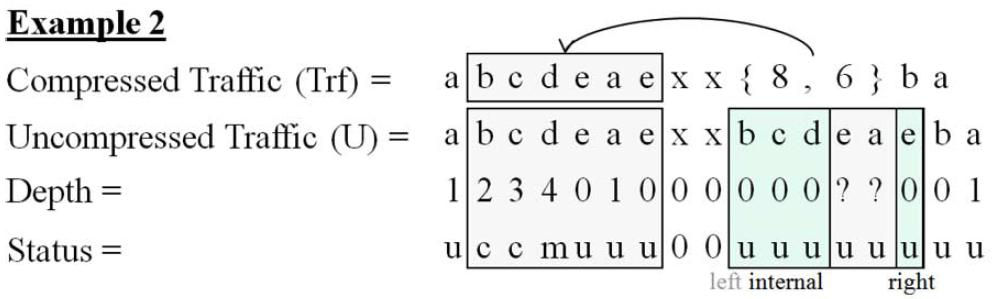 Example 2
Compressed Traffic (Trf) = a b c d e a e x x { 8 , 6 } b a
Uncompressed Traffic (U) = a b c d e a e x x b c d e a e b a
Depth = 1 2 3 4 0 1 0 0 0 0 0 0 ? ? 0 0 1
Status = u c c m u u u 0 0 u u u u u u u u
left internal right